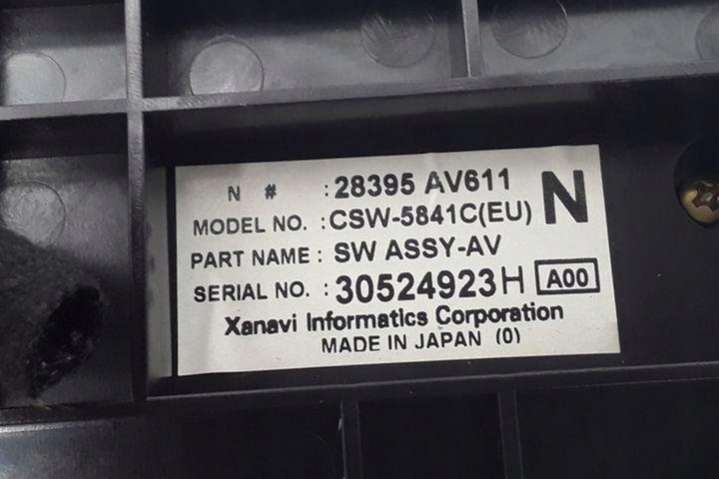 N # : 28395 AV611 N
MODEL NO. : CSW-5841C(EU)
PART NAME : SW ASSY-AV
SERIAL NO. : 30524923H A00
Xanavi Informatics Corporation
MADE IN JAPAN (0)